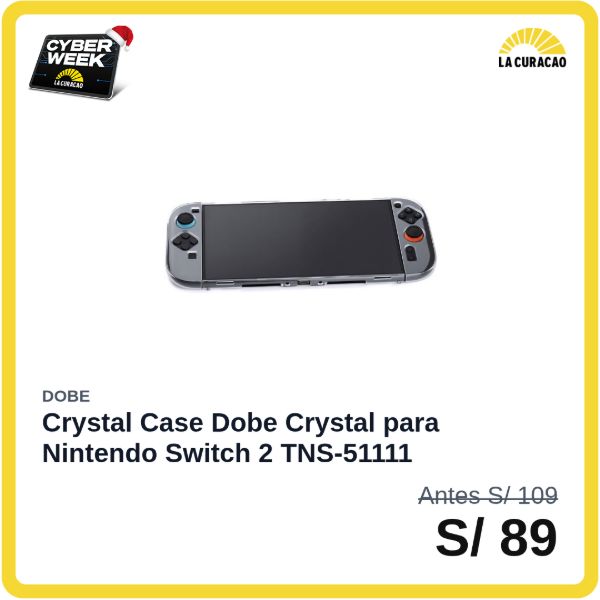 CYBER
WEEK
LA CURACAO
LA CURACAO
DOBE
Crystal Case Dobe Crystal para
Nintendo Switch 2 TNS-51111
Antes S/ 109
S/ 89